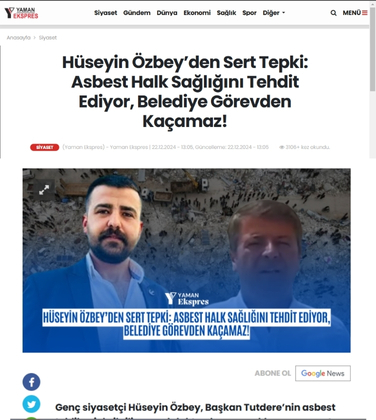 YAMAN
EKSPRES
Siyaset Gündem Dünya Ekonomi Sağlık Spor Diğer
MENÜ
Anasayfa Siyaset
Hüseyin Özbey’den Sert Tepki:
Asbest Halk Sağlığını Tehdit
Ediyor, Belediye Görevden
Kaçamaz!
SİYASET (Yaman Ekspres) - Yaman Ekspres | 22.12.2024 - 13:05, Güncelleme: 22.12.2024 - 13:05 kez okundu.
YAMAN
Ekspres
HÜSEYİN ÖZBEY’DEN SERT TEPKİ: ASBEST HALK SAĞLIĞINI TEHDİT EDİYOR,
BELEDİYE GÖREVDEN KAÇAMAZ!
ABONE OL Google News
Genç siyasetçi Hüseyin Özbey, Başkan Tutdere’nin asbest